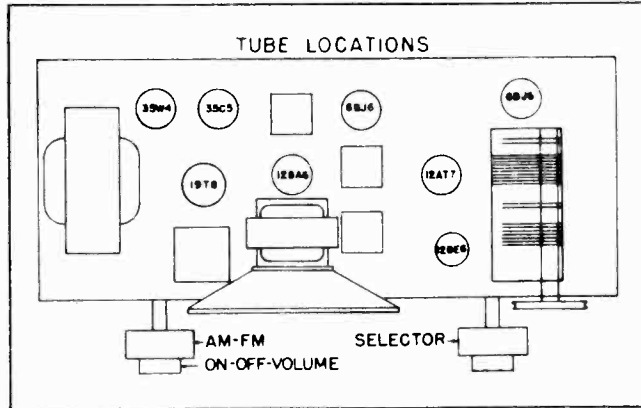 TUBE LOCATIONS
35W4
35C5
6BJ6
6BJ6
19T8
12BA6
12AT7
12BE6
AM-FM
SELECTOR
ON-OFF-VOLUME